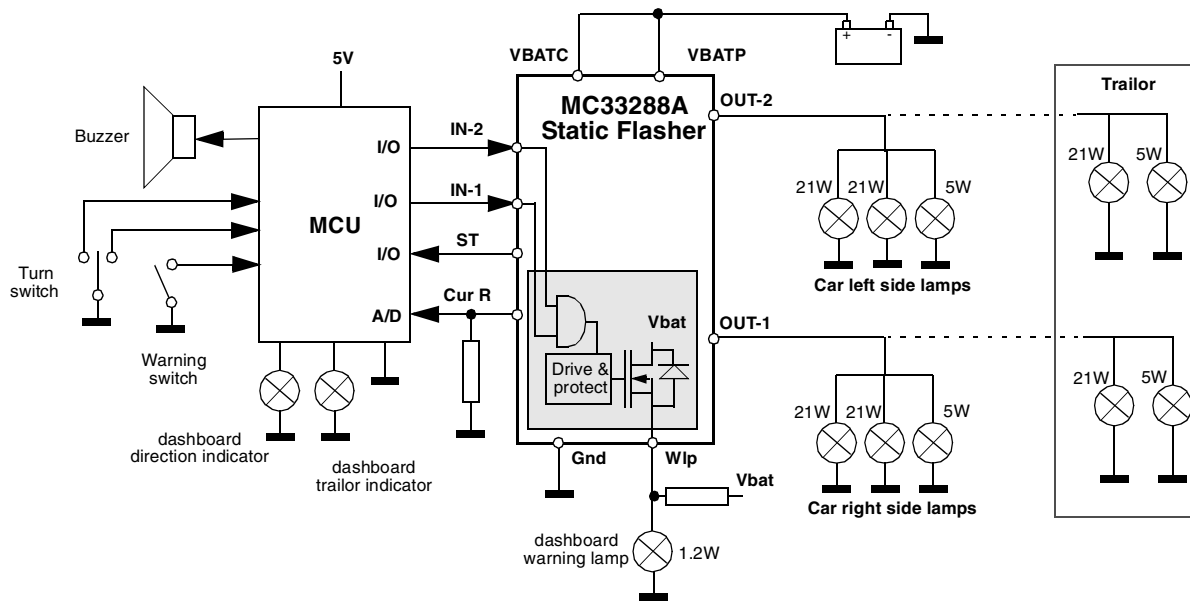 VBATC
VBATP
+
-
5V
MC33288A
Static Flasher
OUT-2
Trailor
Buzzer
I/O
IN-2
21W
5W
I/O
IN-1
21W
21W
5W
MCU
I/O
ST
Turn
switch
Car left side lamps
A/D
Cur R
Vbat
OUT-1
Warning
switch
Drive &
protect
21W
5W
21W
21W
5W
dashboard
direction indicator
dashboard
trailor indicator
Gnd
Wlp
Vbat
Car right side lamps
dashboard
warning lamp
1.2W